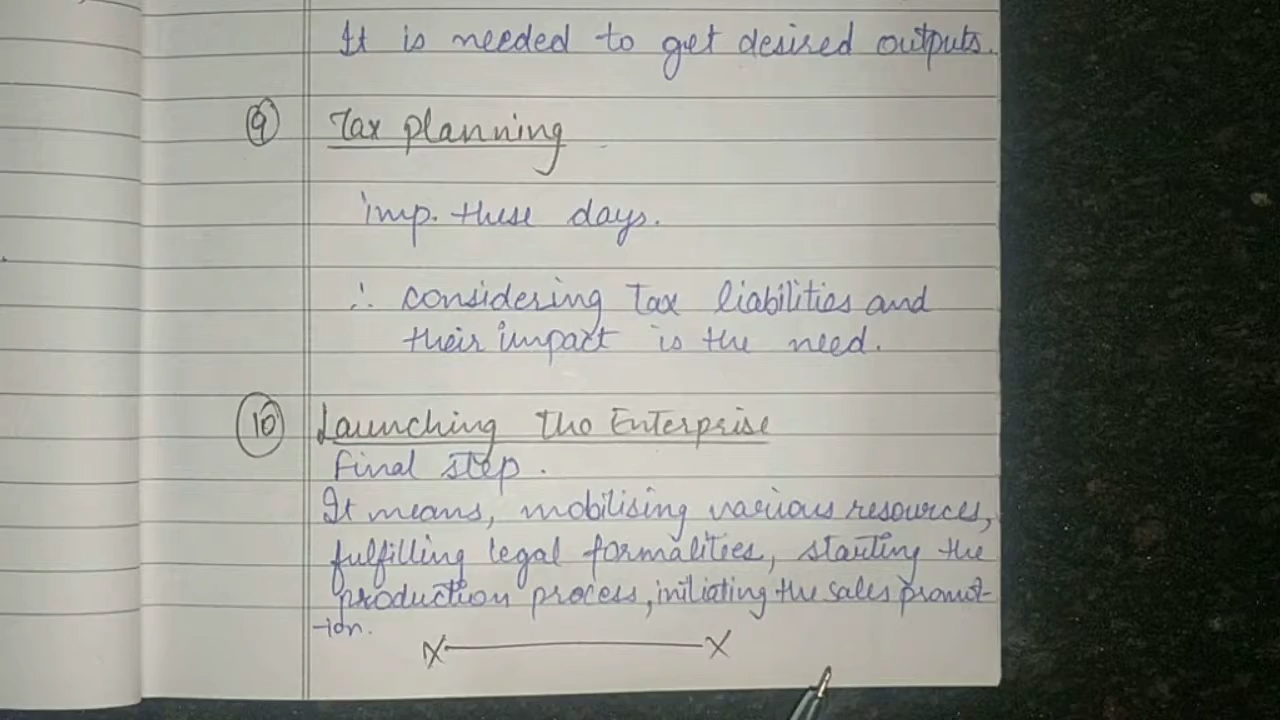 It is needed to get desired outputs.
9 Tax planning
imp. these days.
∴ considering Tax liabilities and
their impact is the need.
10 Launching the Enterprise
Final step.
It means, mobilising various resources,
fulfilling legal formalities, starting the
production process, initiating the sales promot-
-ion.
X———X